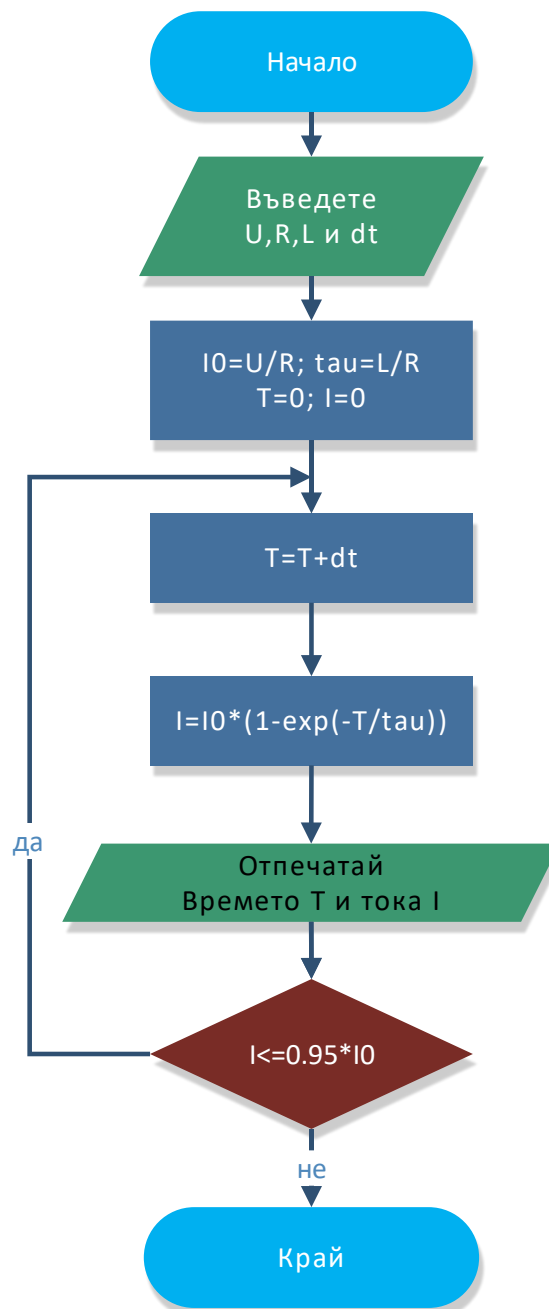 Начало
Въведете
U,R,L и dt
I0=U/R; tau=L/R
T=0; I=0
T=T+dt
I=I0*(1-exp(-T/tau))
Отпечатай
Времето T и тока I
I<=0.95*I0
да
не
Край